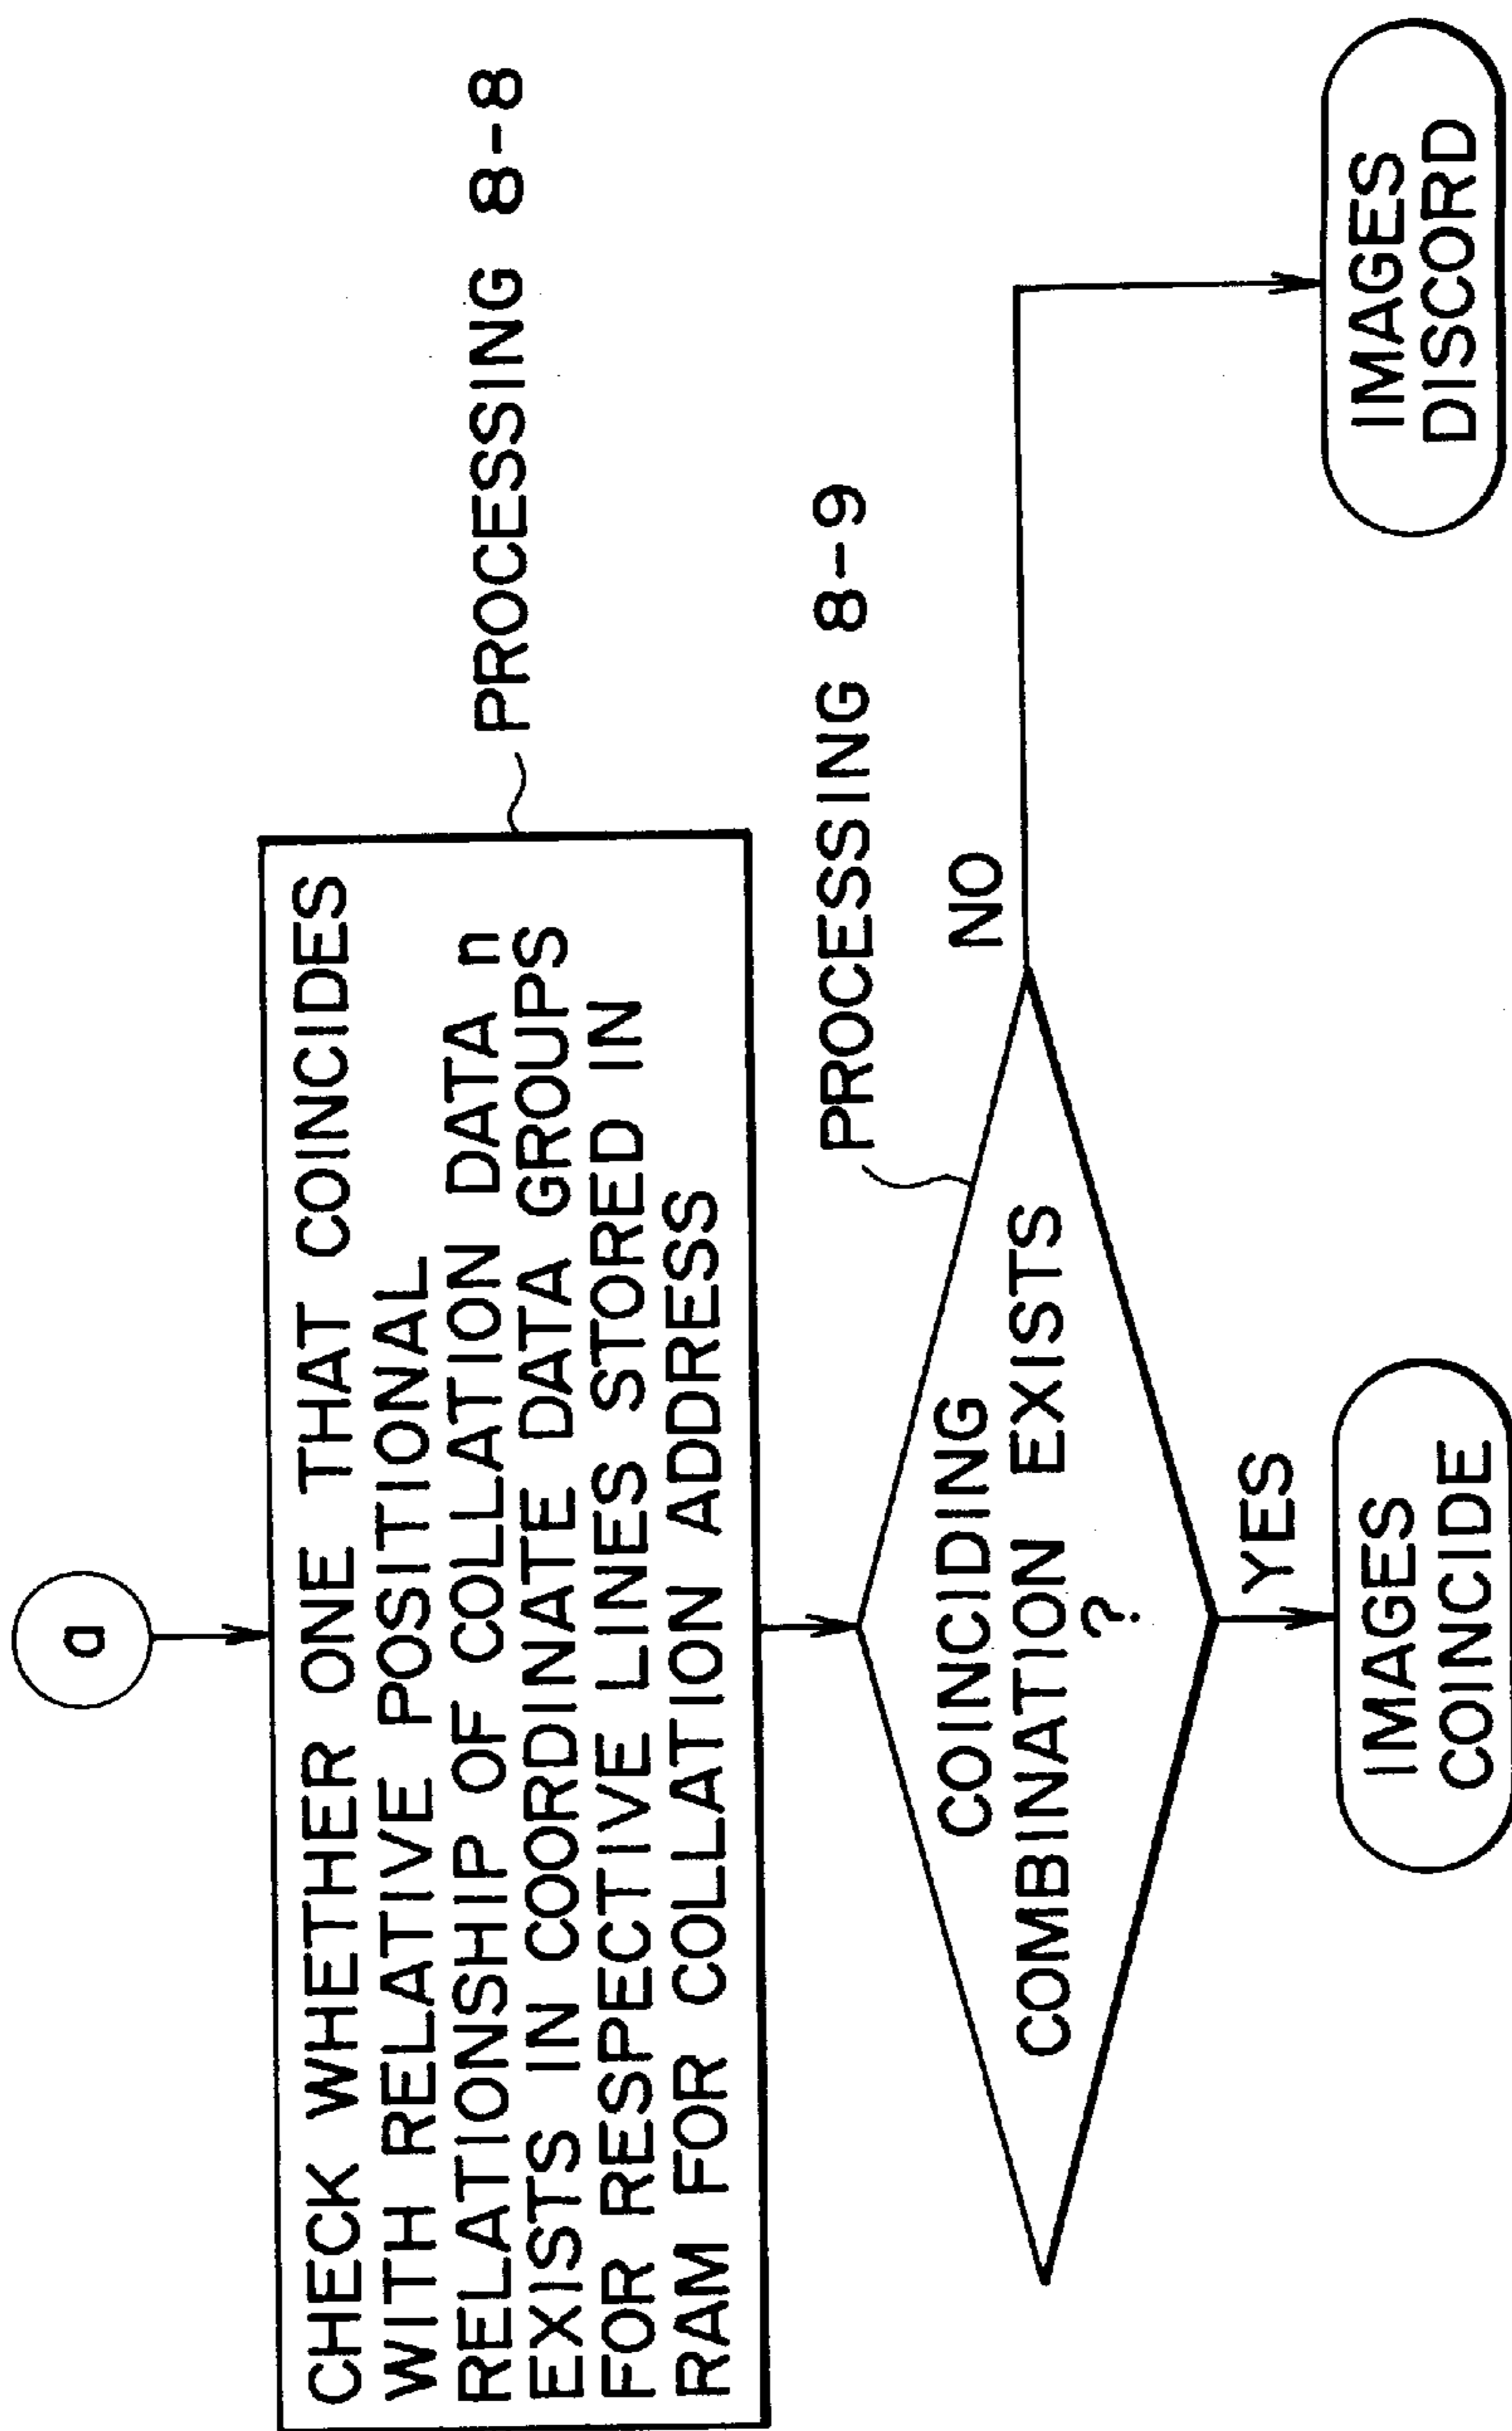 a
CHECK WHETHER ONE THAT COINCIDES
WITH RELATIVE POSITIONAL
RELATIONSHIP OF COLLATION DATA n
EXISTS IN COORDINATE DATA GROUPS
FOR RESPECTIVE LINES STORED IN
RAM FOR COLLATION ADDRESS
PROCESSING 8-8
COINCIDING
COMBINATION EXISTS
?
PROCESSING 8-9
NO
YES
IMAGES
COINCIDE
IMAGES
DISCORD